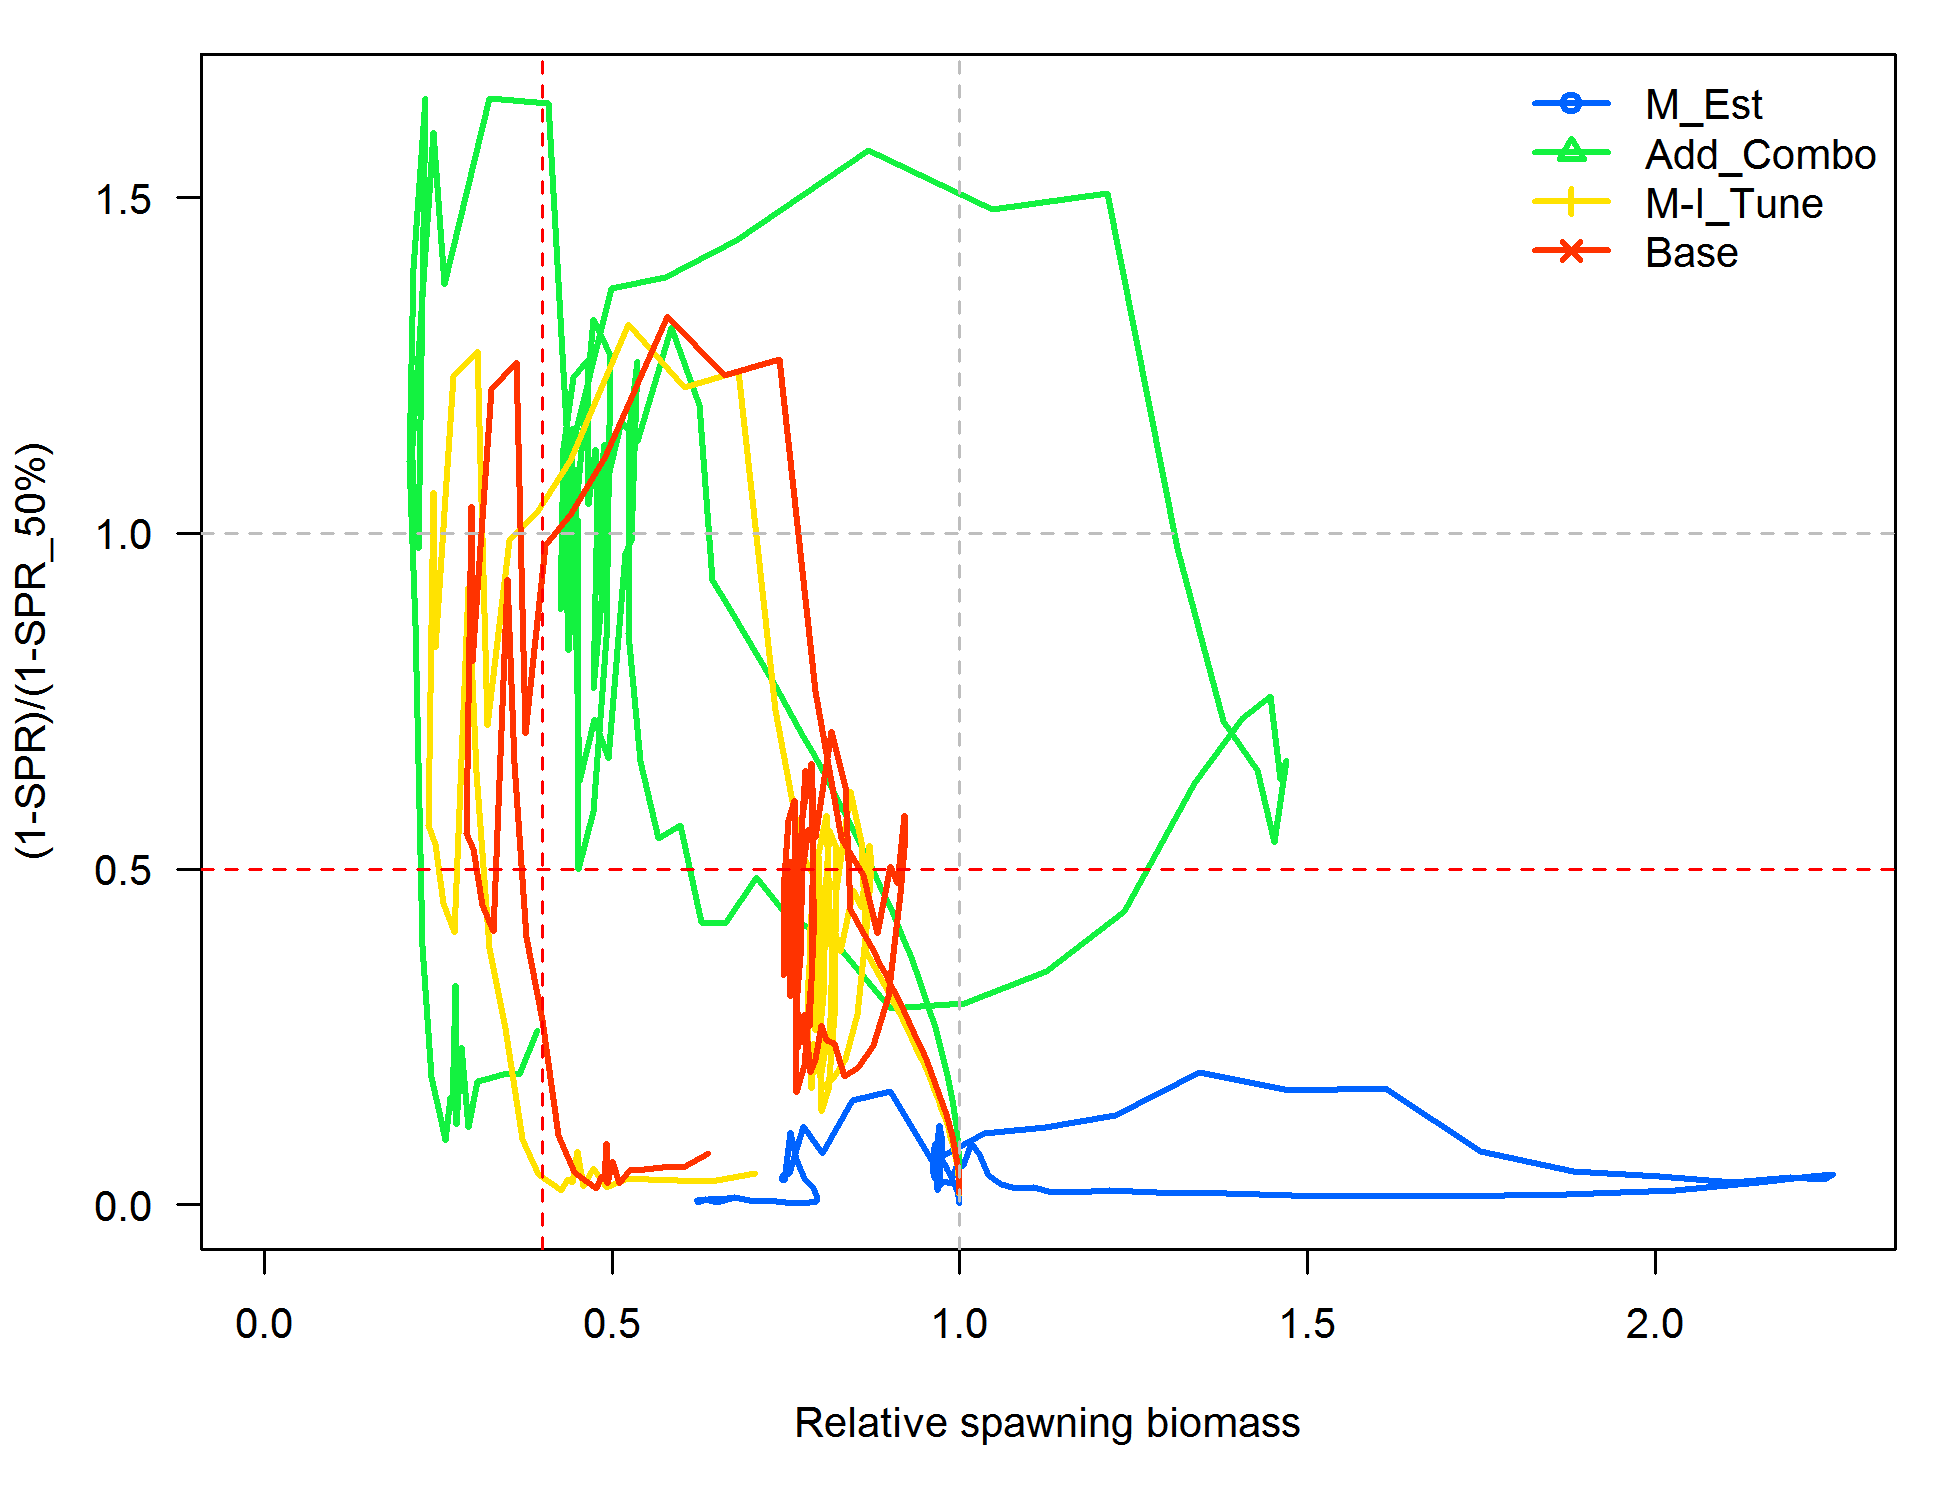 M_Est
Add_Combo
M-I_Tune
Base
(1-SPR)/(1-SPR_50%)
1.5
1.0
0.5
0.0
0.0 0.5 1.0 1.5 2.0
Relative spawning biomass